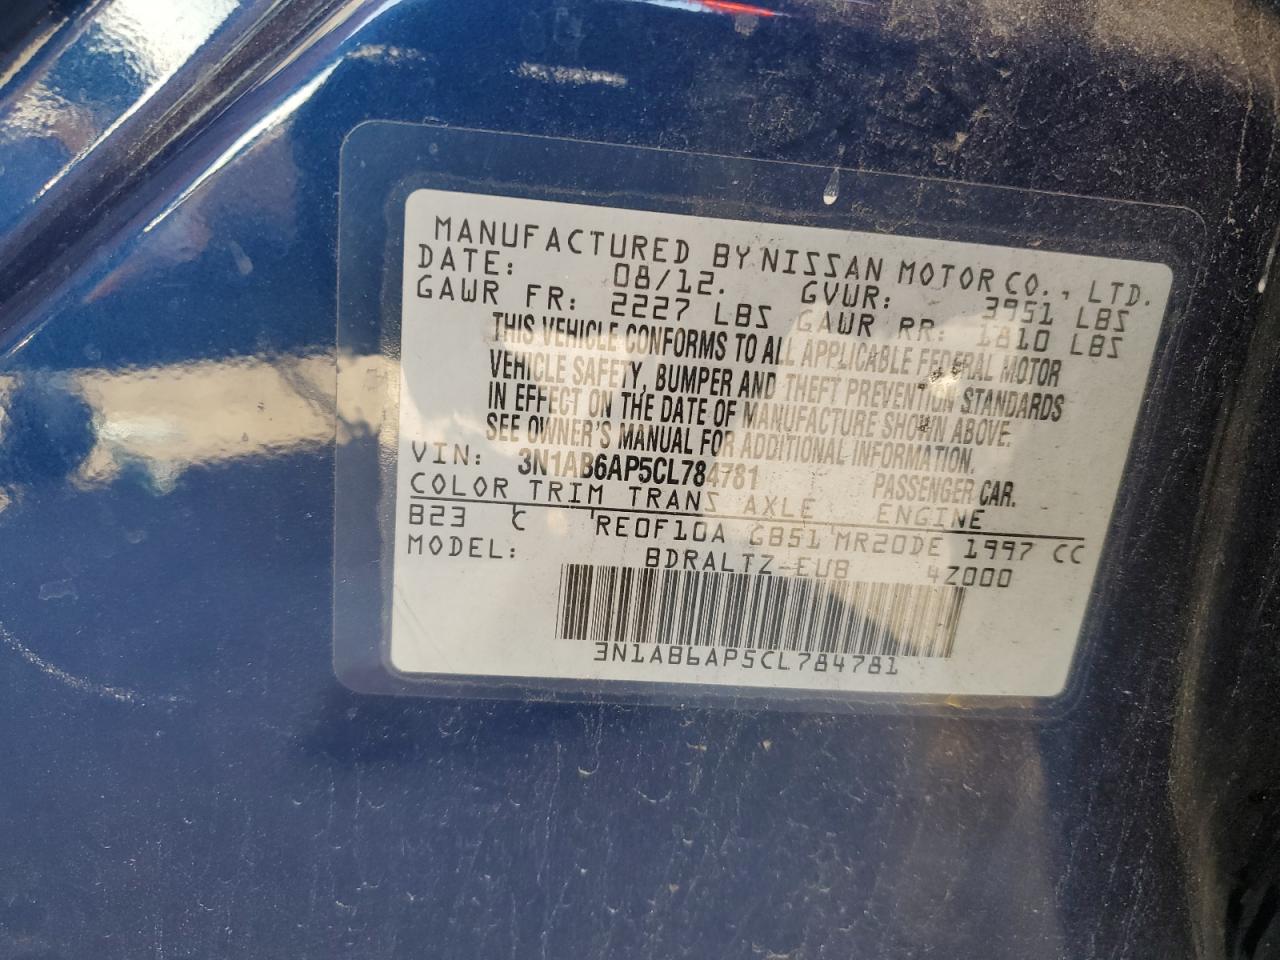 MANUFACTURED BY NISSAN MOTOR CO., LTD.
DATE: 08/12. GVWR: 3951 LBS
GAWR FR: 2227 LBS GAWR RR: 1810 LBS
THIS VEHICLE CONFORMS TO ALL APPLICABLE FEDERAL MOTOR
VEHICLE SAFETY, BUMPER AND THEFT PREVENTION STANDARDS
IN EFFECT ON THE DATE OF MANUFACTURE SHOWN ABOVE.
SEE OWNER'S MANUAL FOR ADDITIONAL INFORMATION.
VIN: 3N1AB6AP5CL784781 PASSENGER CAR.
COLOR TRIM TRANS AXLE ENGINE
B23 C RE0F10A GB51 MR20DE 1997 CC
MODEL: BDRALTZ-EUB 4Z000
3N1AB6AP5CL784781